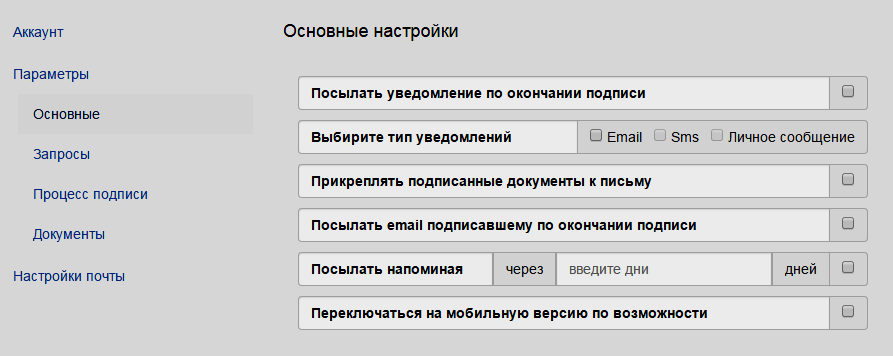 Аккаунт
Параметры
Основные
Запросы
Процесс подписи
Документы
Настройки почты
Основные настройки
Посылать уведомление по окончании подписи
Выбирите тип уведомлений Email Sms Личное сообщение
Прикреплять подписанные документы к письму
Посылать email подписавшему по окончании подписи
Посылать напоминая через введите дни дней
Переключаться на мобильную версию по возможности